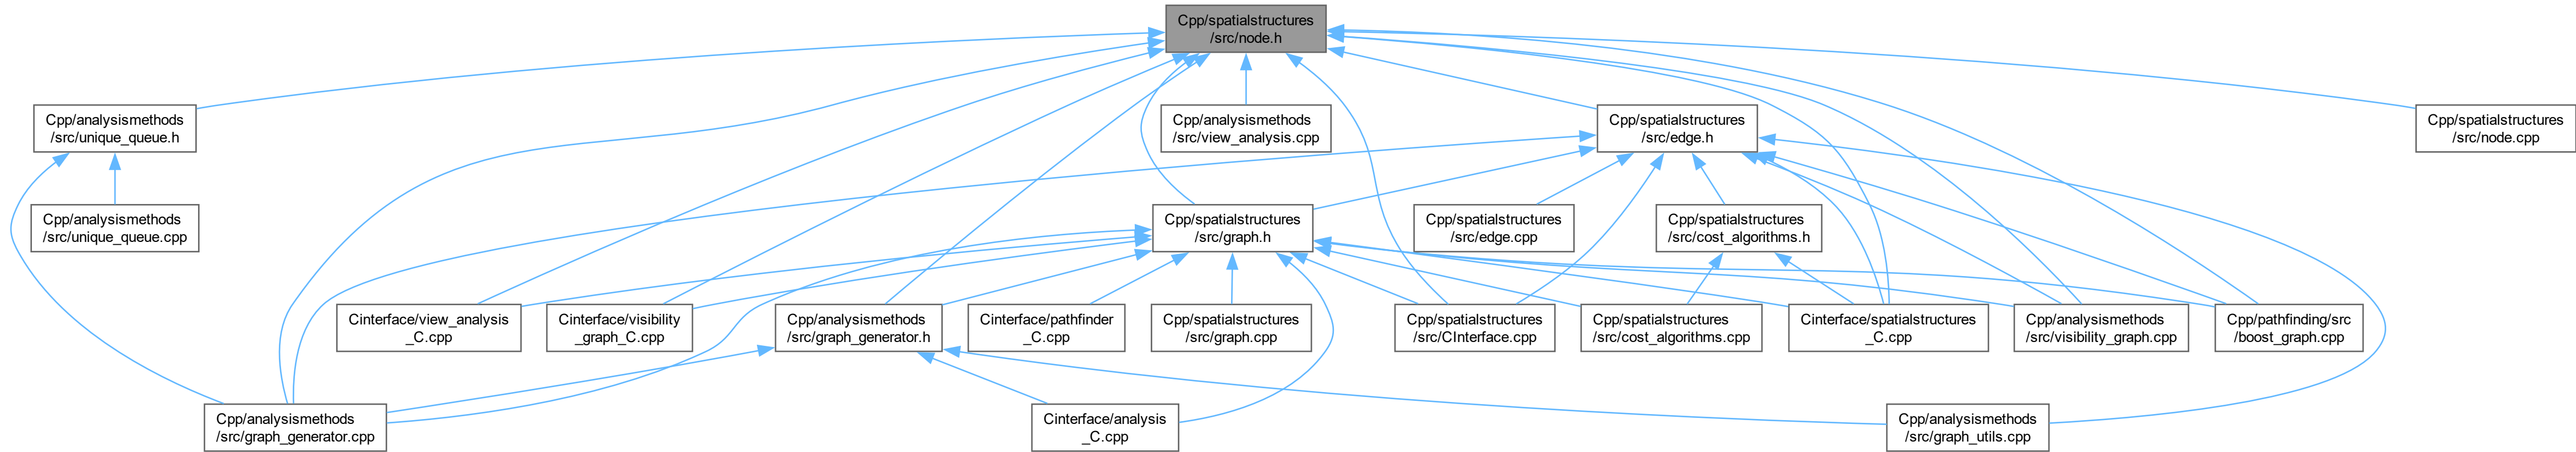 Cpp/spatialstructures
/src/node.h
Cpp/analysismethods
/src/unique_queue.h
Cpp/analysismethods
/src/view_analysis.cpp
Cpp/spatialstructures
/src/edge.h
Cpp/spatialstructures
/src/node.cpp
Cpp/analysismethods
/src/unique_queue.cpp
Cpp/spatialstructures
/src/graph.h
Cpp/spatialstructures
/src/edge.cpp
Cpp/spatialstructures
/src/cost_algorithms.h
Cinterface/view_analysis
_C.cpp
Cinterface/visibility
_graph_C.cpp
Cpp/analysismethods
/src/graph_generator.h
Cinterface/pathfinder
_C.cpp
Cpp/spatialstructures
/src/graph.cpp
Cpp/spatialstructures
/src/CInterface.cpp
Cpp/spatialstructures
/src/cost_algorithms.cpp
Cinterface/spatialstructures
_C.cpp
Cpp/analysismethods
/src/visibility_graph.cpp
Cpp/pathfinding/src
/boost_graph.cpp
Cpp/analysismethods
/src/graph_generator.cpp
Cinterface/analysis
_C.cpp
Cpp/analysismethods
/src/graph_utils.cpp